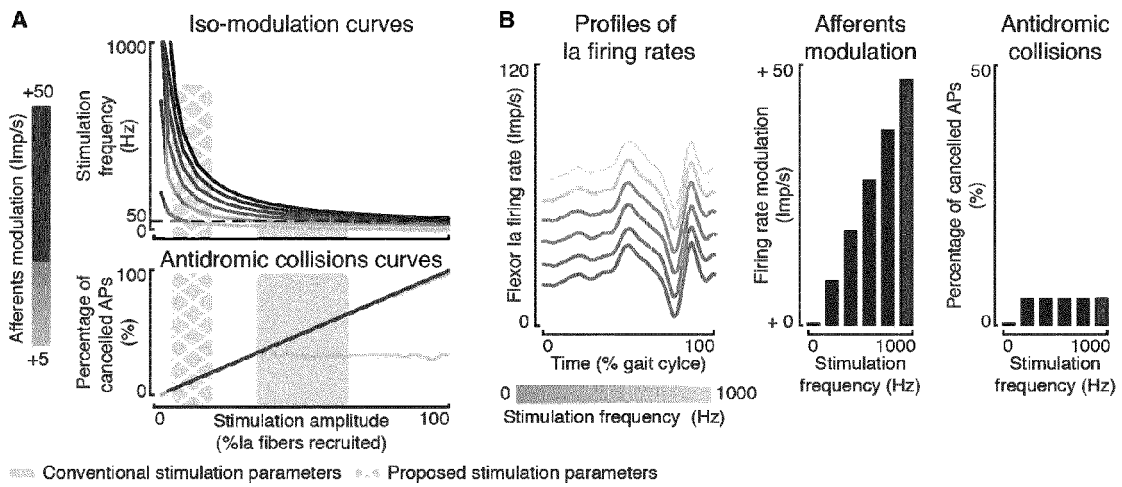 A
Iso-modulation curves
Afferents modulation (Imp/s)
+50
+5
Stimulation
frequency
(Hz)
1000
50
0
Antidromic collisions curves
Percentage of
cancelled APs
(%)
100
0
0
100
Stimulation amplitude
(%Ia fibers recruited)
B
Profiles of
Ia firing rates
Flexor Ia firing rate (Imp/s)
120
0
0
100
Time (% gait cylce)
0
1000
Stimulation frequency (Hz)
Afferents
modulation
Firing rate modulation
(Imp/s)
+50
+0
0
1000
Stimulation
frequency (Hz)
Antidromic
collisions
Percentage of cancelled APs
(%)
50
0
0
1000
Stimulation
frequency (Hz)
Conventional stimulation parameters
Proposed stimulation parameters